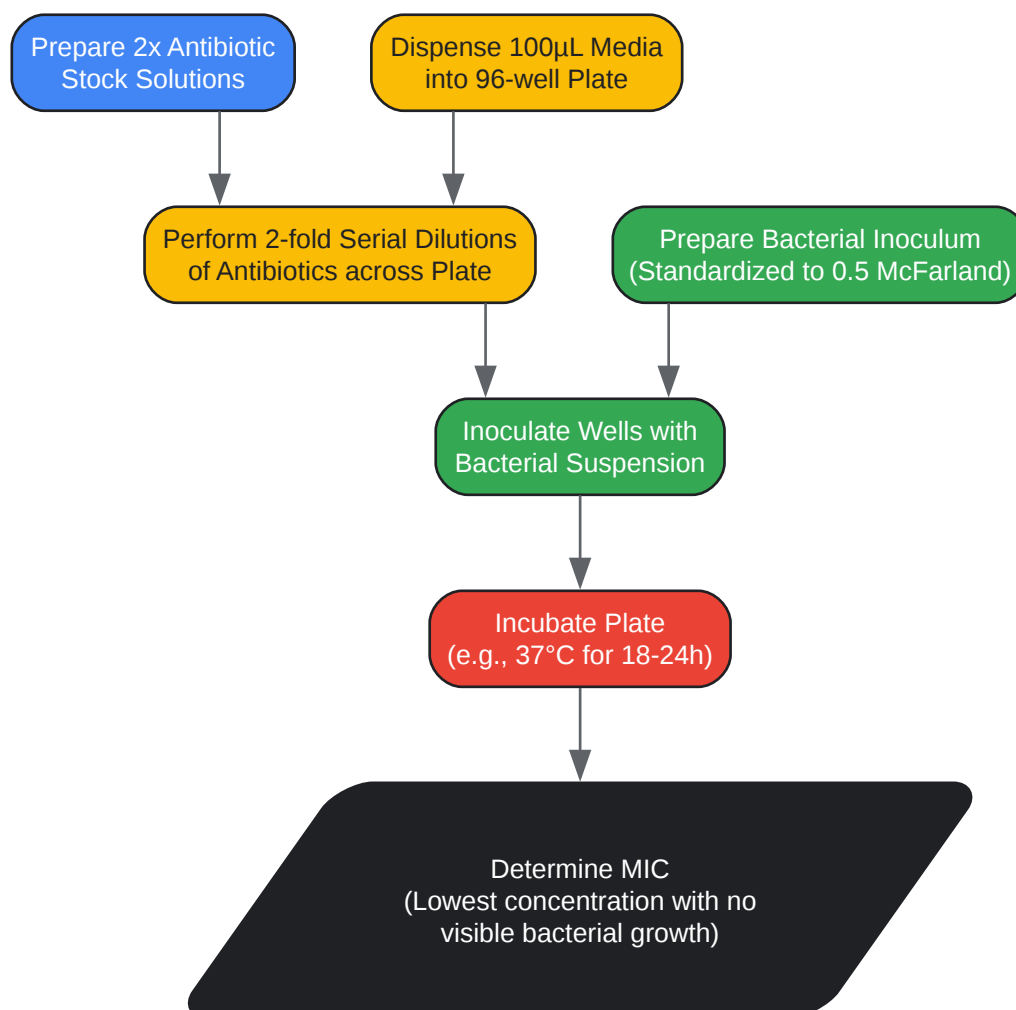 Prepare 2x Antibiotic
Stock Solutions
Dispense 100µL Media
into 96-well Plate
Perform 2-fold Serial Dilutions
of Antibiotics across Plate
Prepare Bacterial Inoculum
(Standardized to 0.5 McFarland)
Inoculate Wells with
Bacterial Suspension
Incubate Plate
(e.g., 37°C for 18-24h)
Determine MIC
(Lowest concentration with no
visible bacterial growth)